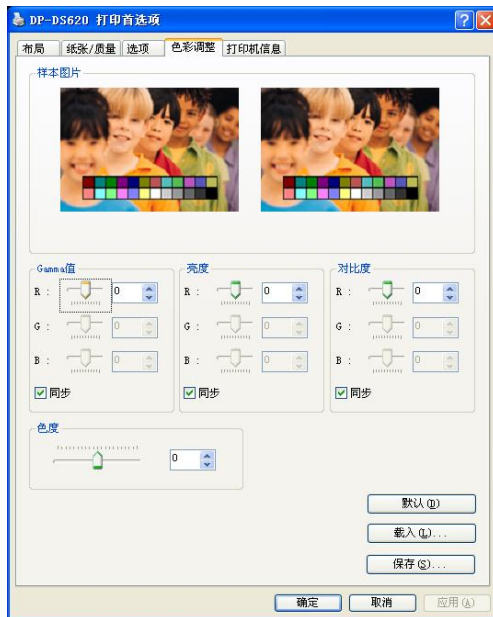 DP-DS620 打印首选项
布局 纸张/质量 选项 色彩调整 打印机信息
样本图片
Gamma值 亮度 对比度
R : 0 R : 0 R : 0
G : 0 G : 0 G : 0
B : 0 B : 0 B : 0
同步 同步 同步
色度
0
默认(D)
载入(L)...
保存(S)...
确定 取消 应用(A)